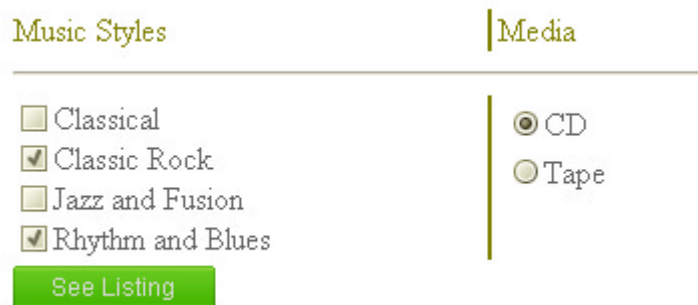 Music Styles
Media
Classical
Classic Rock
Jazz and Fusion
Rhythm and Blues
CD
Tape
See Listing